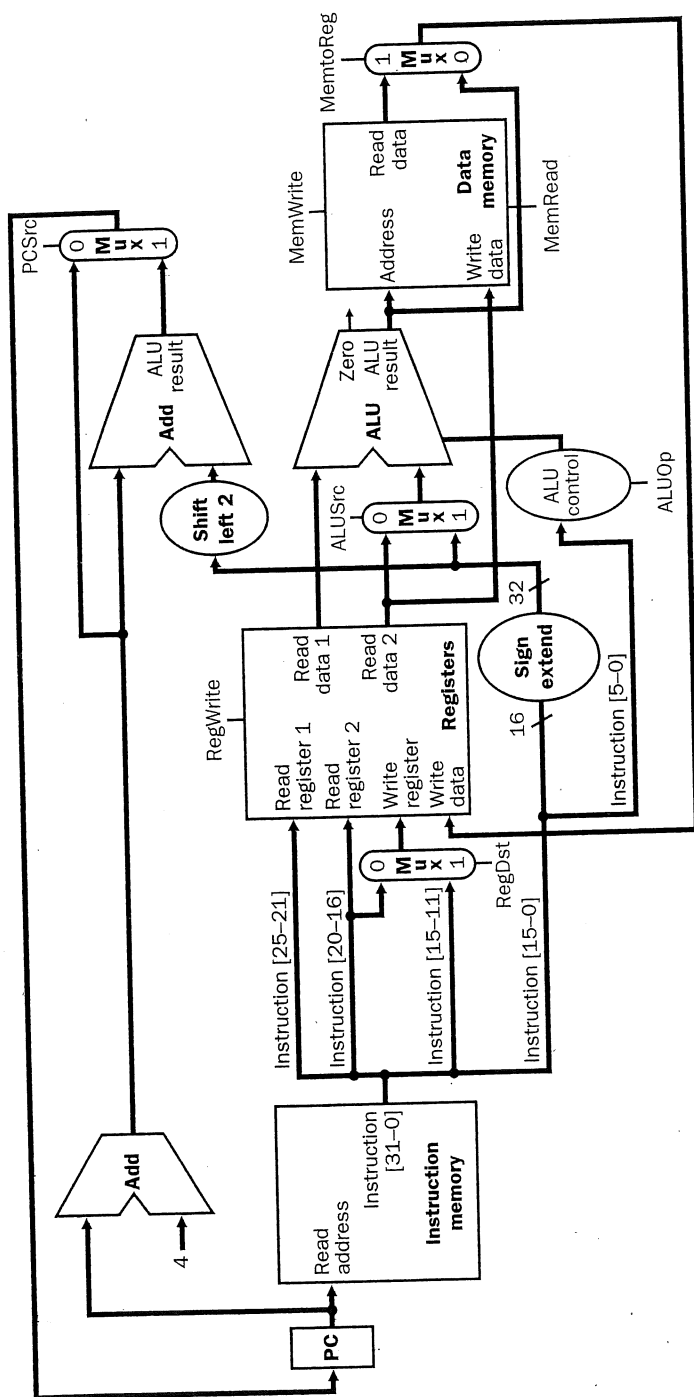 PCSrc
0
M
u
x
1
Add
ALU
result
Add
4
Shift
left 2
PC
Read
address
Instruction
[31–0]
Instruction
memory
Instruction [25–21]
Instruction [20–16]
Instruction [15–11]
Instruction [15–0]
0
M
u
x
1
RegDst
RegWrite
Read
register 1
Read
register 2
Write
register
Write
data
Read
data 1
Read
data 2
Registers
16
Sign
extend
32
Instruction [5–0]
ALUSrc
0
M
u
x
1
Zero
ALU
ALU
result
ALU
control
ALUOp
MemWrite
Address
Read
data
Write
data
Data
memory
MemRead
MemtoReg
1
M
u
x
0